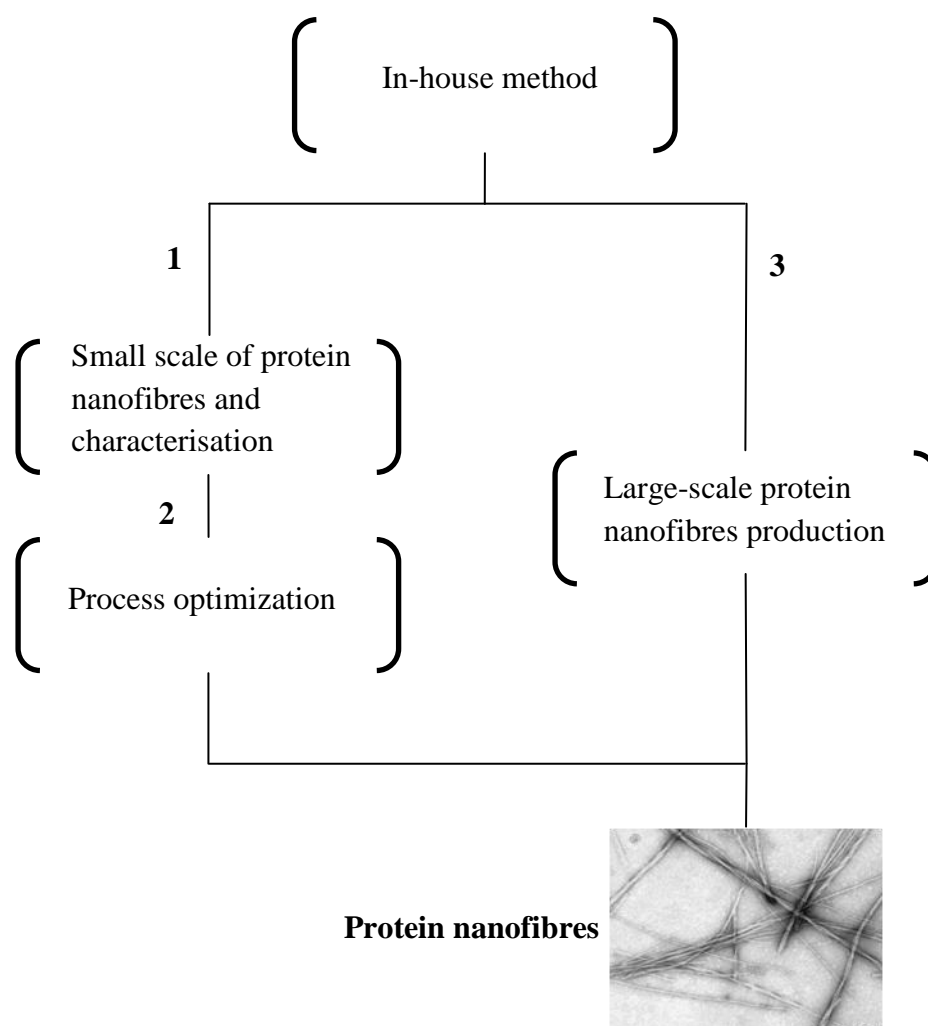 In-house method
1
3
Small scale of protein
nanofibres and
characterisation
2
Large-scale protein
nanofibres production
Process optimization
Protein nanofibres